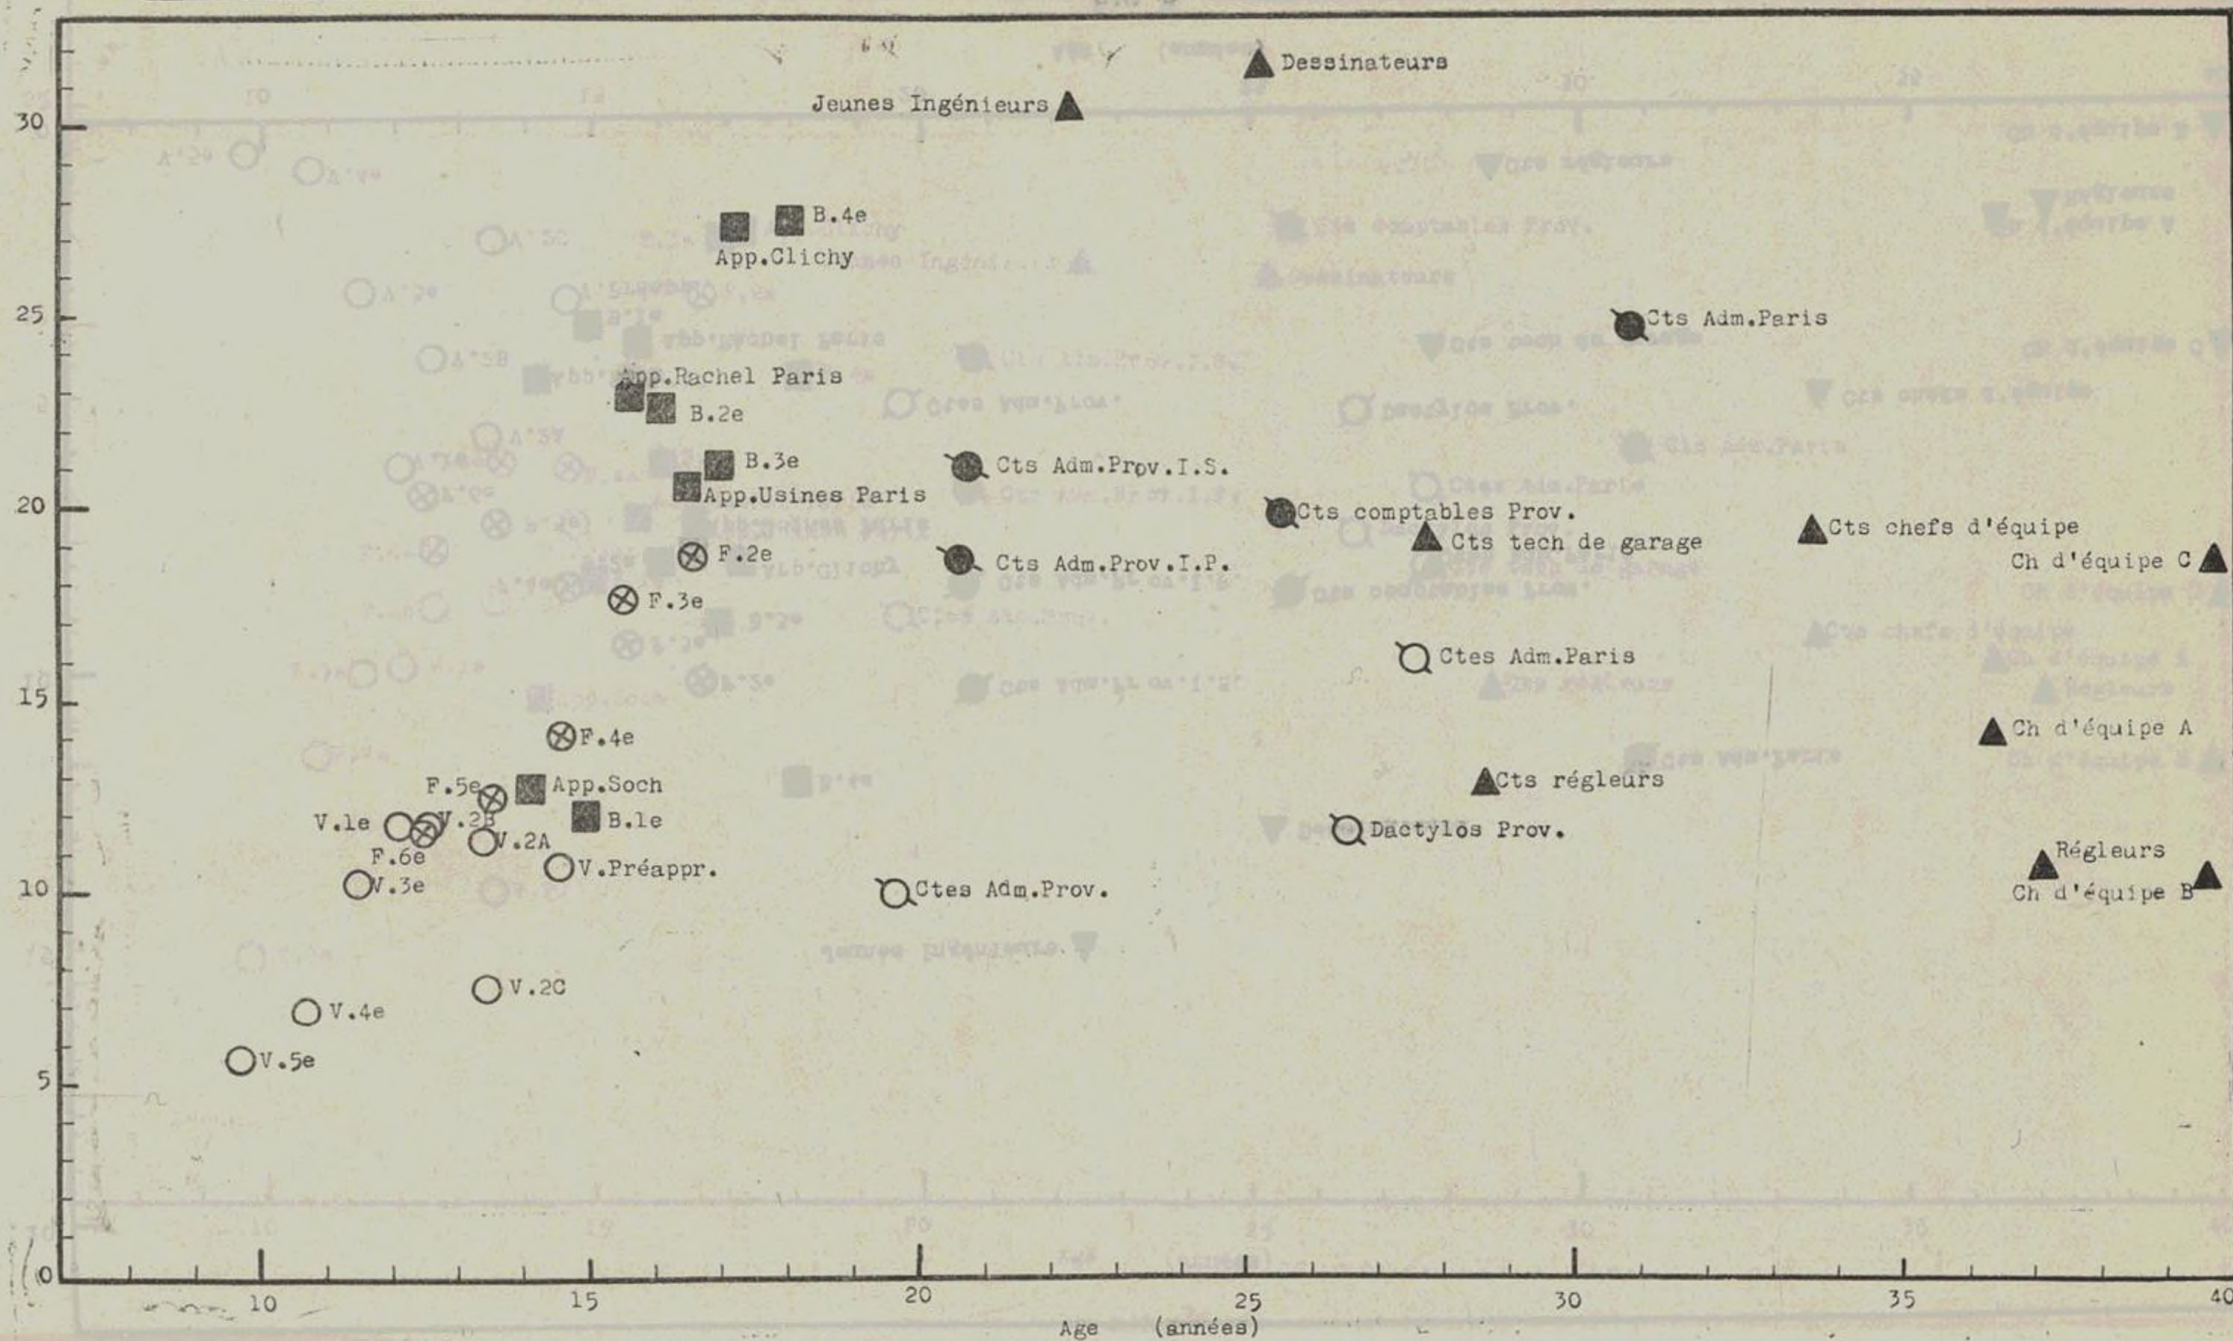 Dessinateurs
Jeunes Ingénieurs
30
B.4e
App.Clichy
25
Cts Adm.Paris
App.Rachel Paris
B.2e
B.3e
Cts Adm.Prov.I.S.
App.Usines Paris
20
Cts comptables Prov.
Cts chefs d'équipe
Cts tech de garage
F.2e
Cts Adm.Prov.I.P.
Ch d'équipe C
F.3e
Ctes Adm.Paris
15
Ch d'équipe A
F.4e
F.5e
App.Soch
Cts régleurs
V.1e
V.2B
B.1e
Dactylos Prov.
V.2A
F.6e
Régleurs
V.Préappr.
V.3e
10
Ctes Adm.Prov.
Ch d'équipe B
V.2C
V.4e
V.5e
5
0
10 15 20 25 30 35 40
Age (années)